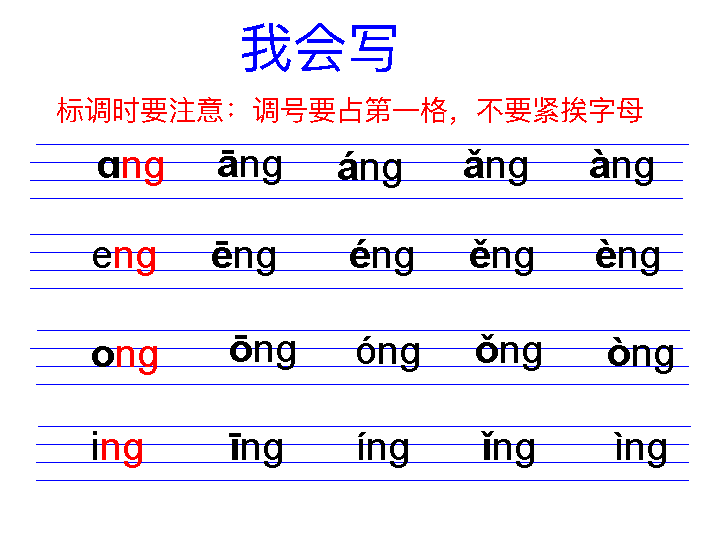 我会写
标调时要注意：调号要占第一格，不要紧挨字母
ɑng āng áng ǎng àng
eng ēng éng ěng èng
ong ōng óng ǒng òng
ing īng íng ǐng ìng